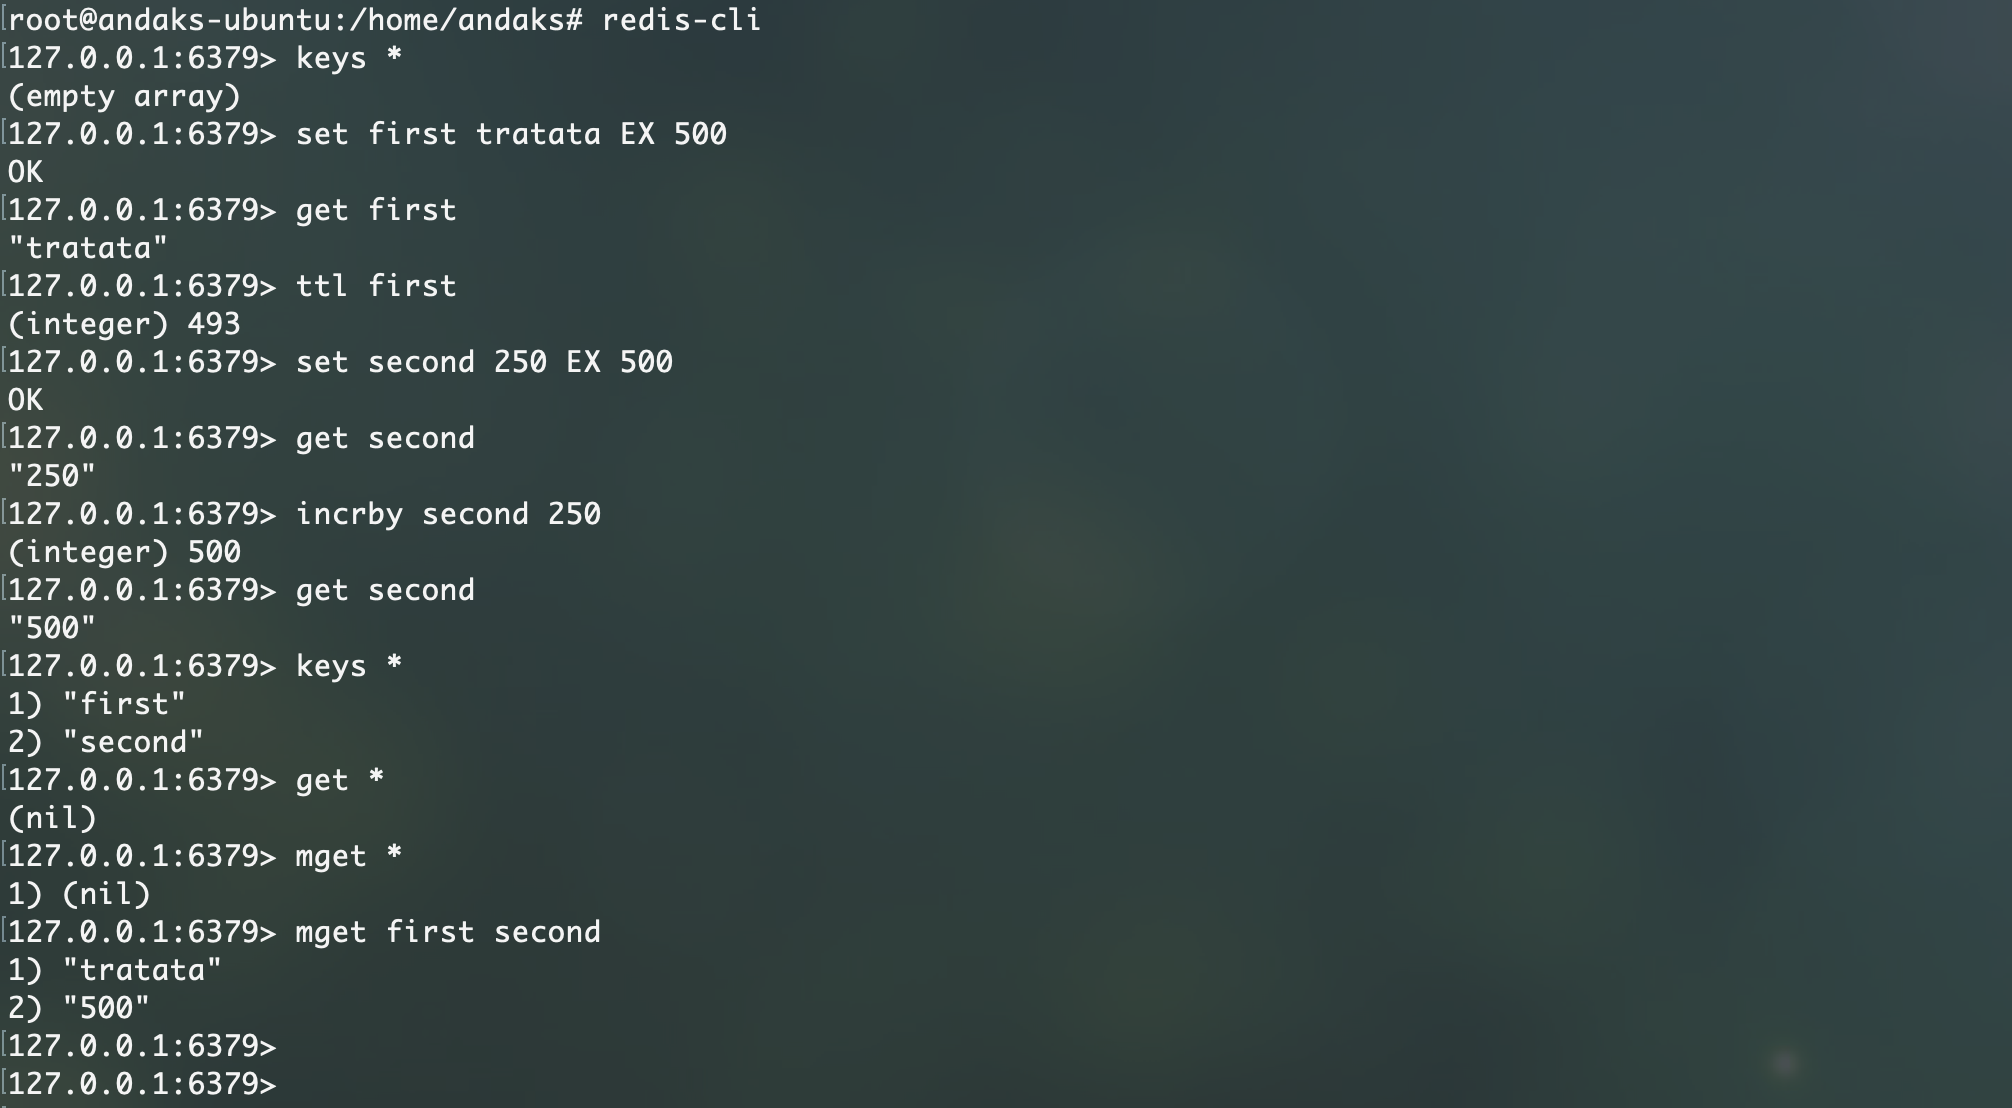 root@andaks-ubuntu:/home/andaks# redis-cli
127.0.0.1:6379> keys *
(empty array)
127.0.0.1:6379> set first tratata EX 500
OK
127.0.0.1:6379> get first
"tratata"
127.0.0.1:6379> ttl first
(integer) 493
127.0.0.1:6379> set second 250 EX 500
OK
127.0.0.1:6379> get second
"250"
127.0.0.1:6379> incrby second 250
(integer) 500
127.0.0.1:6379> get second
"500"
127.0.0.1:6379> keys *
1) "first"
2) "second"
127.0.0.1:6379> get *
(nil)
127.0.0.1:6379> mget *
1) (nil)
127.0.0.1:6379> mget first second
1) "tratata"
2) "500"
127.0.0.1:6379>
127.0.0.1:6379>